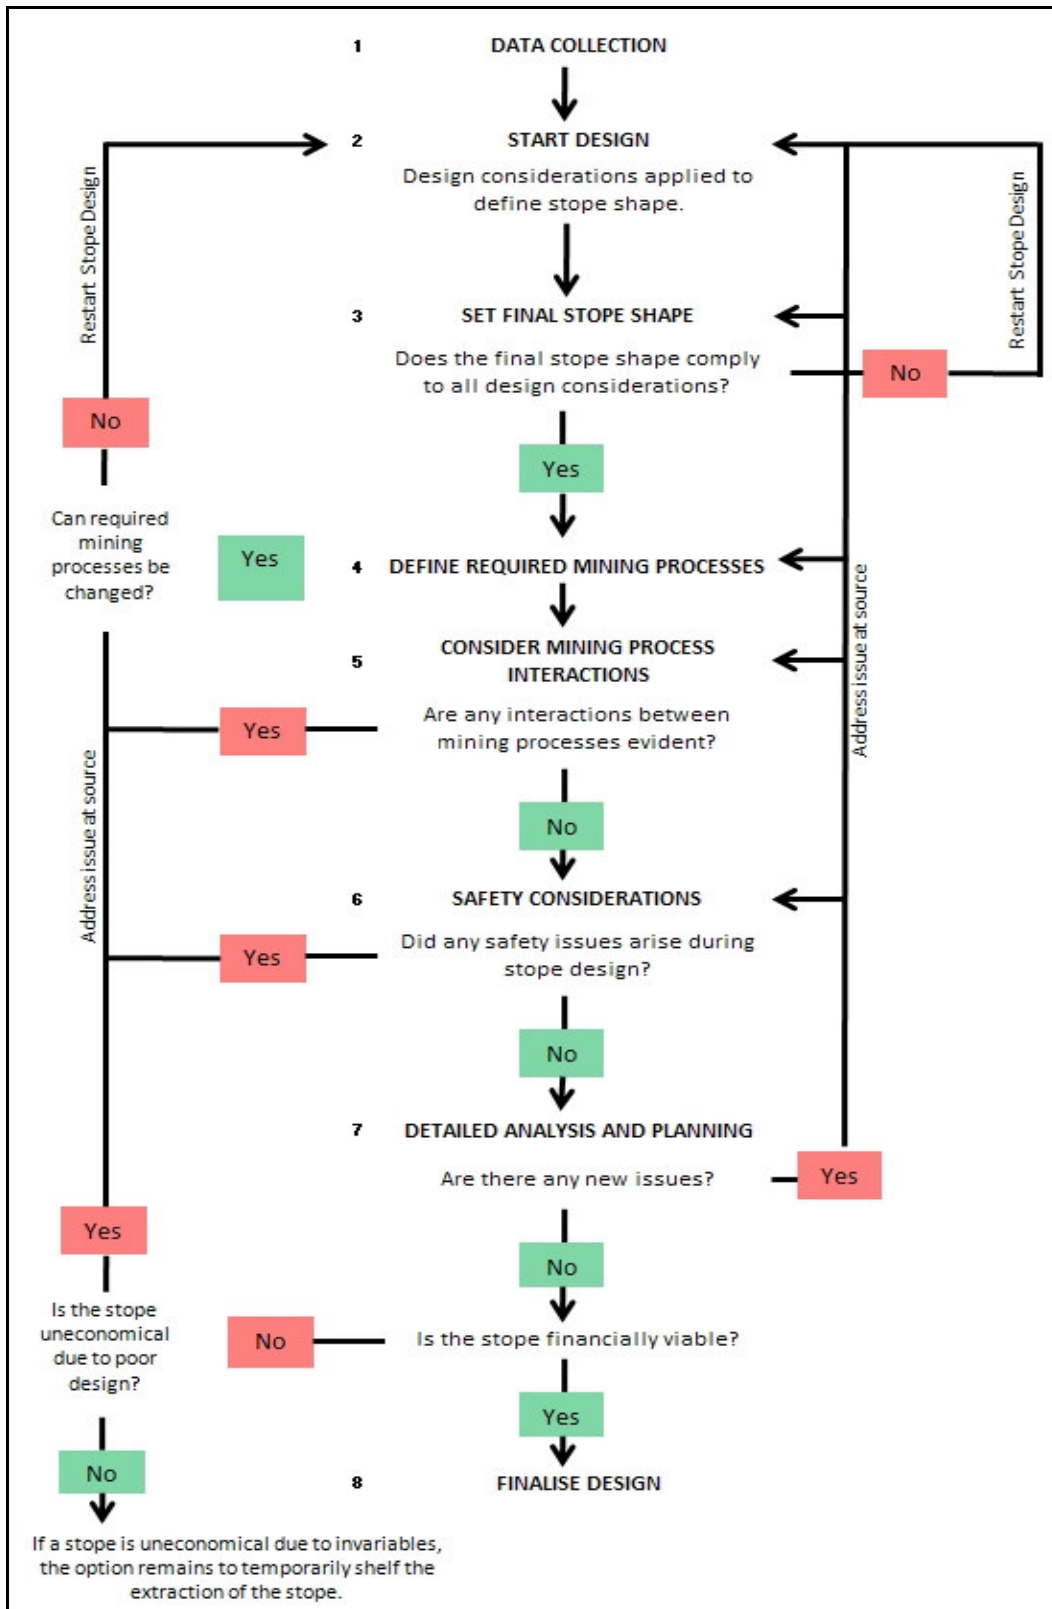 1 DATA COLLECTION
2 START DESIGN
Design considerations applied to
define stope shape.
Restart Stope Design
Restart Stope Design
3 SET FINAL STOPE SHAPE
Does the final stope shape comply
to all design considerations?
No
No
Yes
Can required
mining
processes be
changed?
Yes
4 DEFINE REQUIRED MINING PROCESSES
5 CONSIDER MINING PROCESS
INTERACTIONS
Are any interactions between
mining processes evident?
Yes
Address issue at source
Address issue at source
No
6 SAFETY CONSIDERATIONS
Did any safety issues arise during
stope design?
Yes
No
7 DETAILED ANALYSIS AND PLANNING
Are there any new issues?
Yes
Yes
No
Is the stope
uneconomical
due to poor
design?
No
Is the stope financially viable?
Yes
No
8 FINALISE DESIGN
If a stope is uneconomical due to invariables,
the option remains to temporarily shelf the
extraction of the stope.